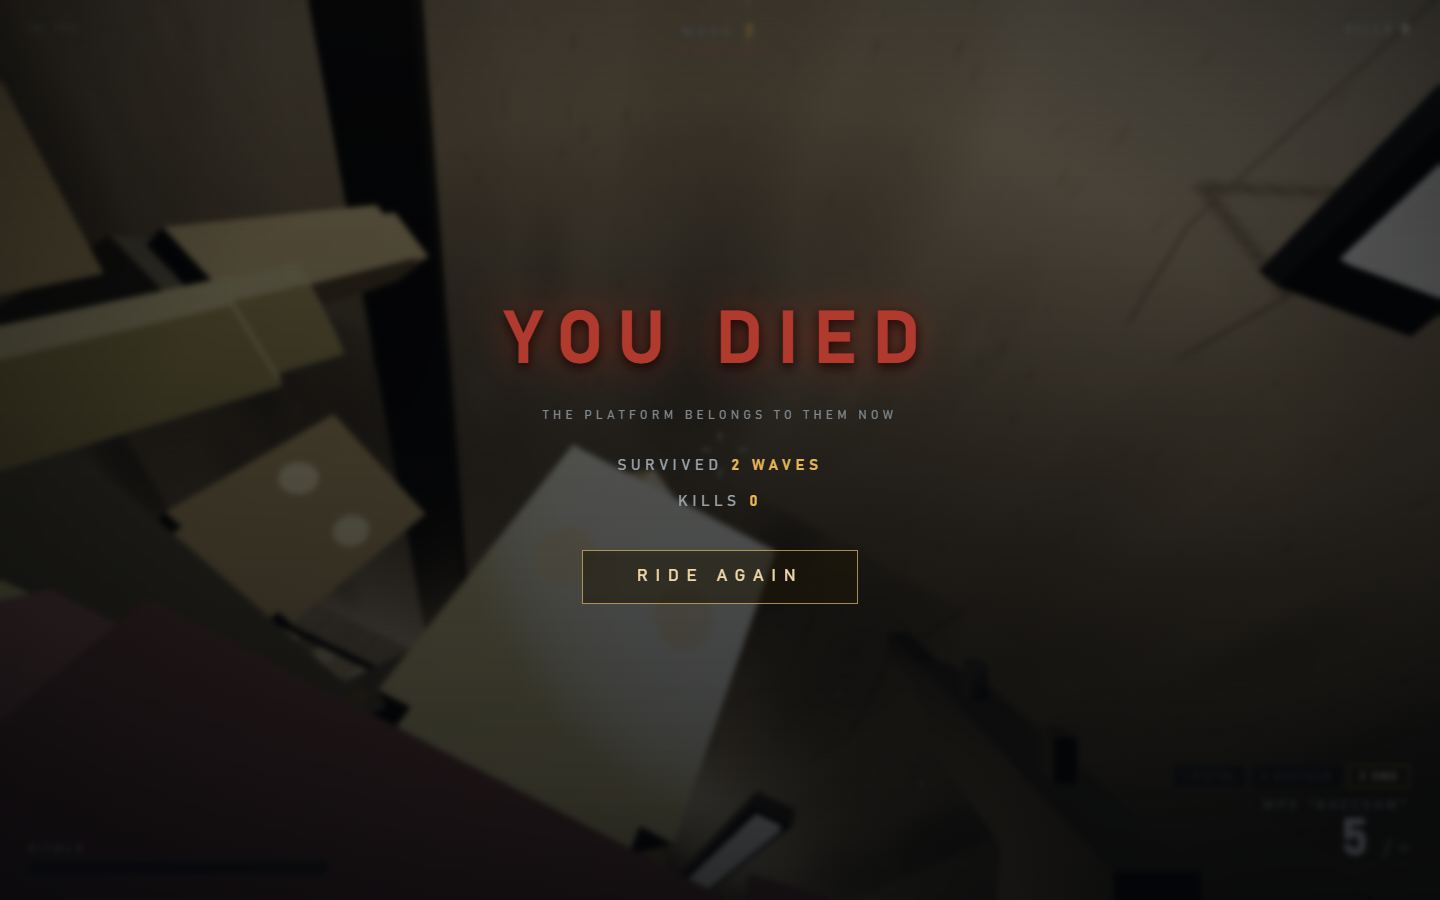 YOU DIED
THE PLATFORM BELONGS TO THEM NOW
SURVIVED 2 WAVES
KILLS 0
RIDE AGAIN
5